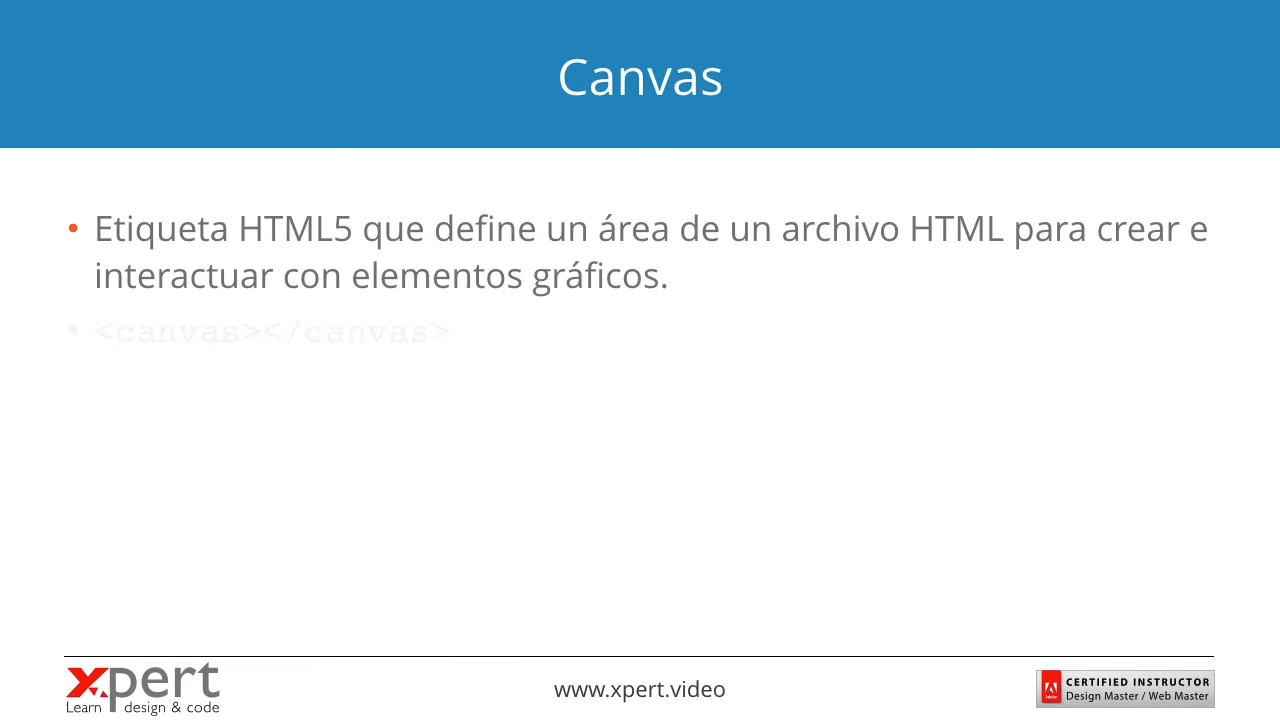 Canvas
• Etiqueta HTML5 que define un área de un archivo HTML para crear e
interactuar con elementos gráficos.
• <canvas></canvas>
xpert
Learn design & code
www.xpert.video
Adobe
CERTIFIED INSTRUCTOR
Design Master / Web Master